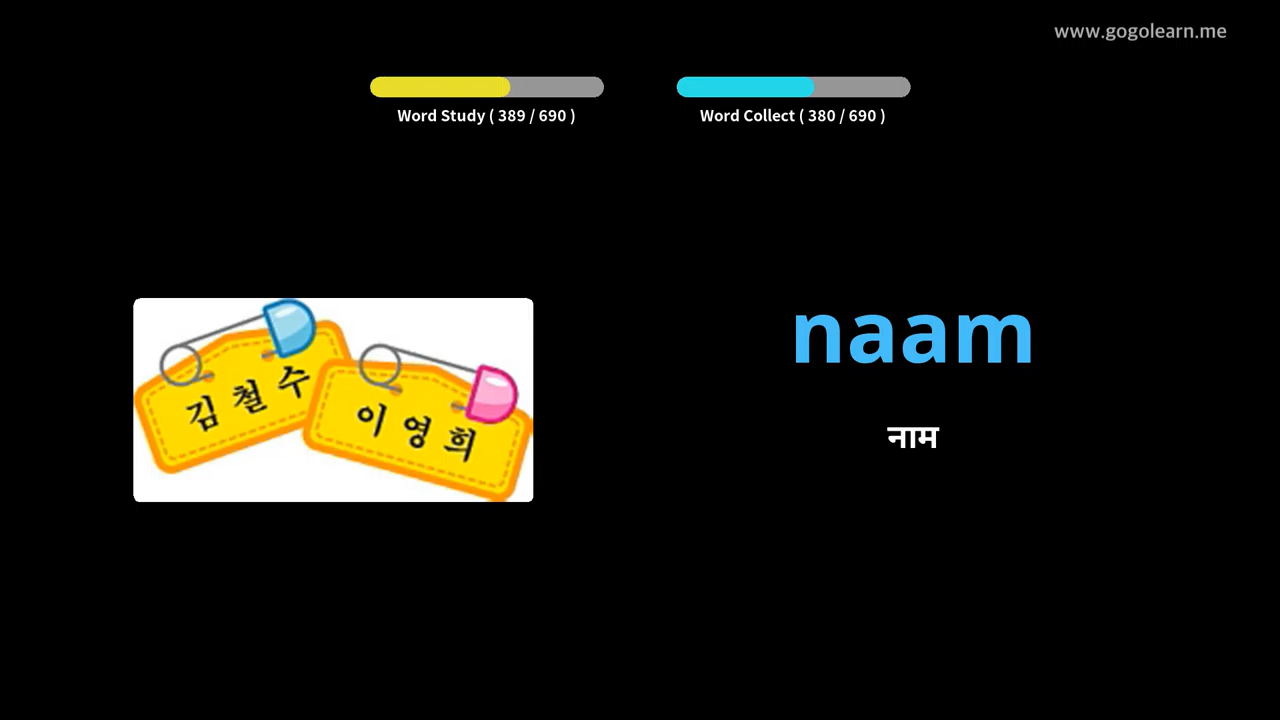 www.gogolearn.me
Word Study ( 389 / 690 )
Word Collect ( 380 / 690 )
김철수
이영희
naam
नाम